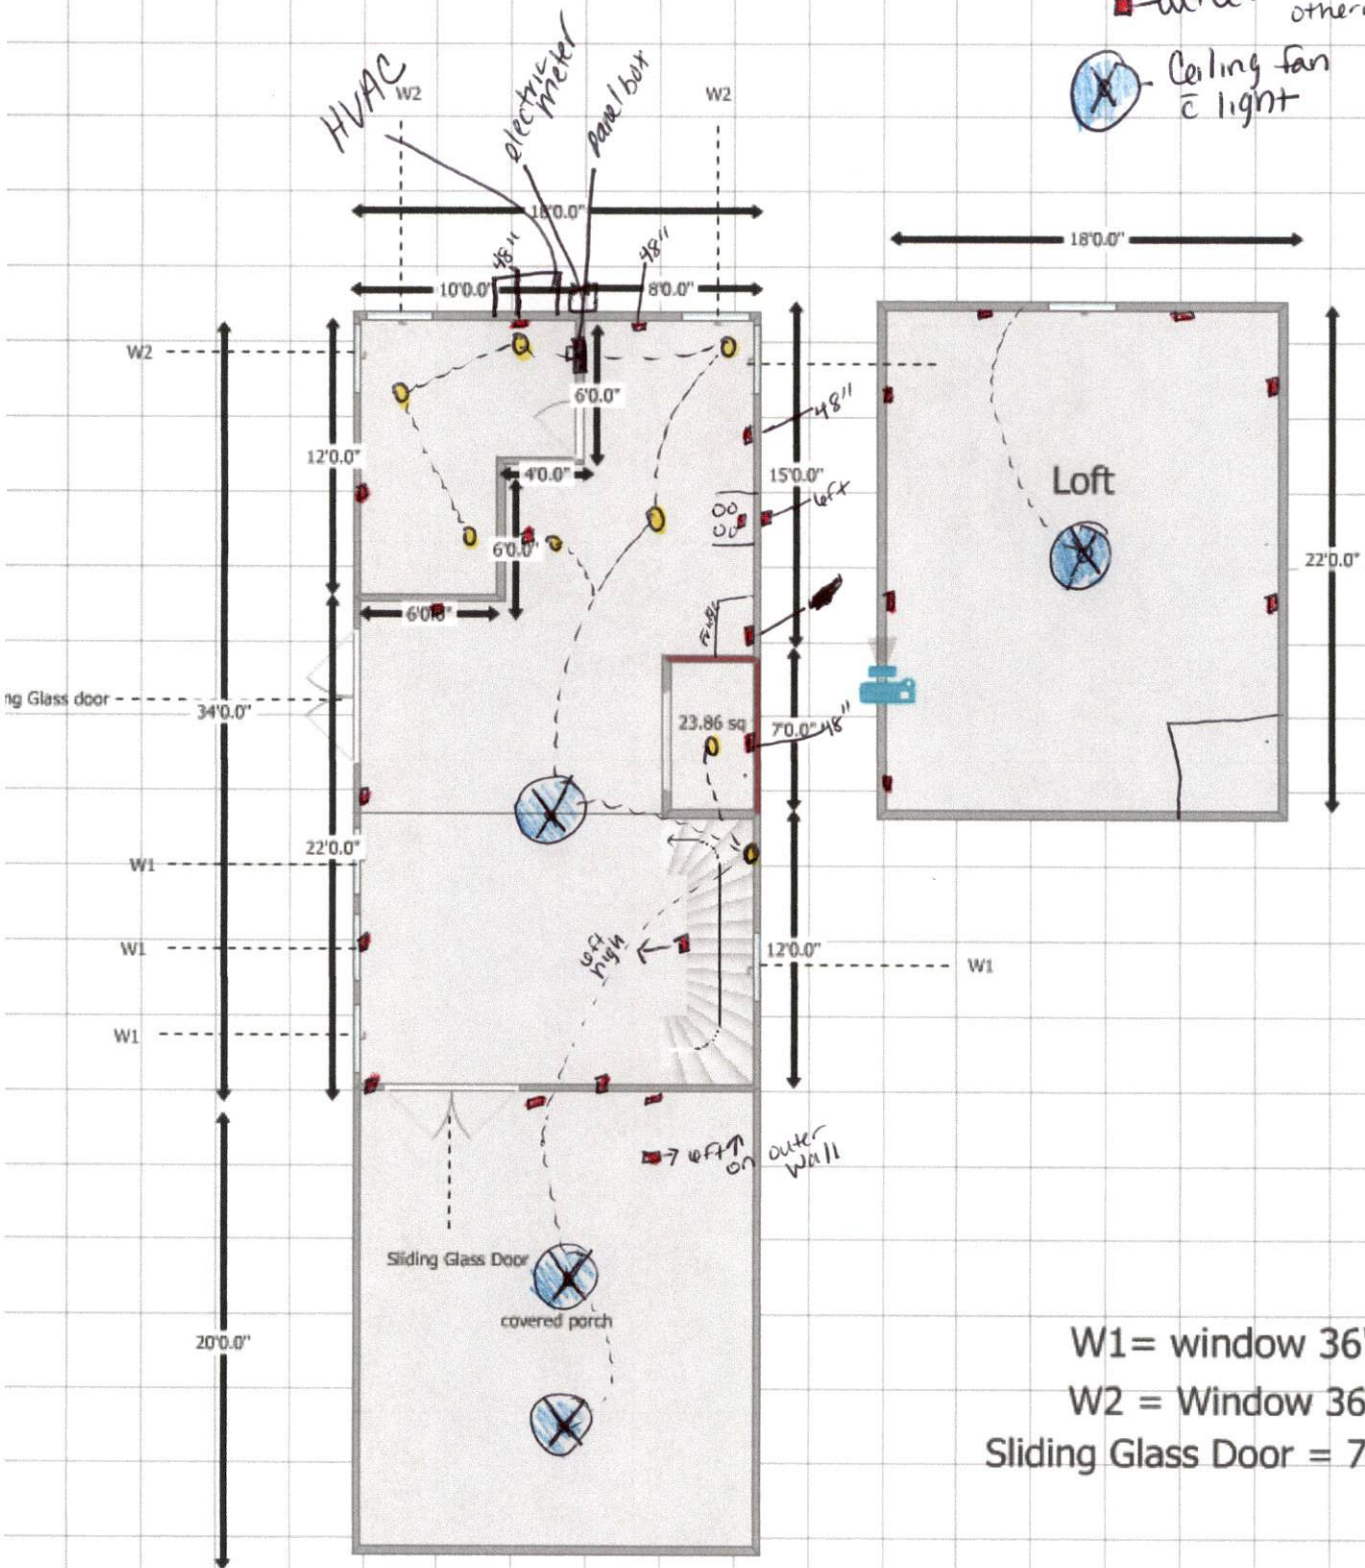 other
Ceiling fan
c̄ light
HVAC
electric
meter
panel box
W2
W2
18'0.0"
18'0.0"
48"
48"
10'0.0"
8'0.0"
W2
6'0.0"
48"
12'0.0"
4'0.0"
15'0.0"
Loft
6ft
6'0.0"
22'0.0"
6'0.0"
ng Glass door
34'0.0"
23.86 sq
7'0.0"
48"
22'0.0"
W1
W1
6ft
high
12'0.0"
W1
W1
6ft
on outer
wall
Sliding Glass Door
covered porch
20'0.0"
W1= window 36'
W2 = Window 36
Sliding Glass Door = 7